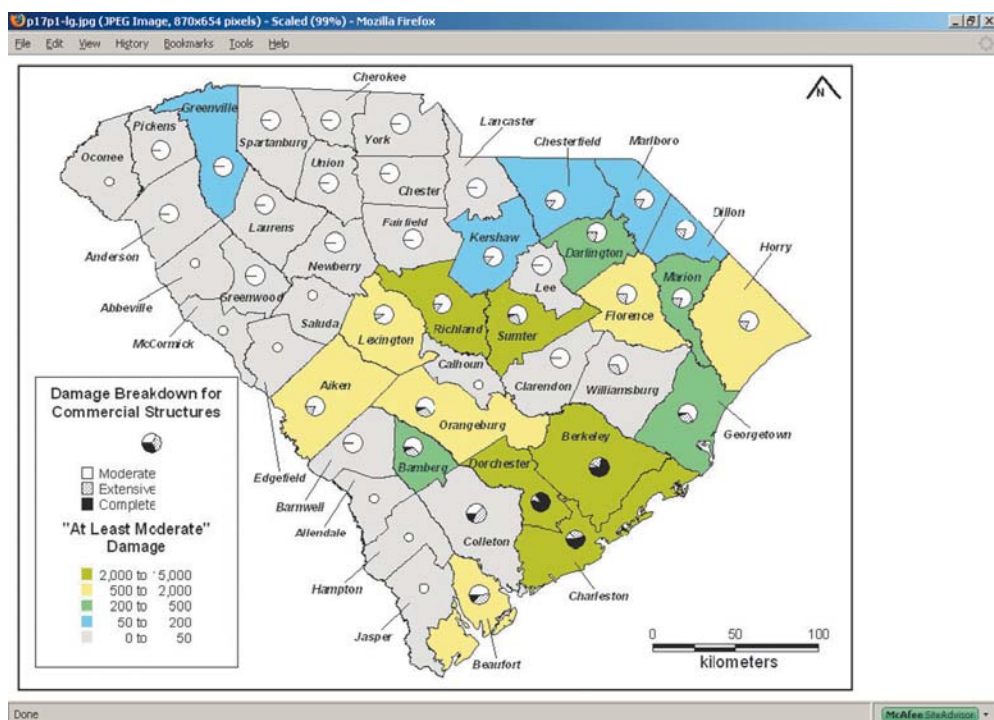 p17p1-lg.jpg (JPEG Image, 870x654 pixels) - Scaled (99%) - Mozilla Firefox
File Edit View History Bookmarks Tools Help
Cherokee
N
Greenville
Pickens
Spartanburg
York
Lancaster
Oconee
Union
Chesterfield
Marlboro
Chester
Laurens
Fairfield
Dillon
Anderson
Kershaw
Horry
Newberry
Darlington
Abbeville
Greenwood
Lee
Marion
McCormick
Saluda
Richland
Sumter
Florence
Lexington
Calhoun
Clarendon
Williamsburg
Aiken
Orangeburg
Georgetown
Berkeley
Edgefield
Bamberg
Dorchester
Barnwell
Allendale
Colleton
Hampton
Charleston
Jasper
Beaufort
Damage Breakdown for
Commercial Structures
Moderate
Extensive
Complete
"At Least Moderate"
Damage
2,000 to 5,000
500 to 2,000
200 to 500
50 to 200
0 to 50
0 50 100
kilometers
Done
McAfee SiteAdvisor